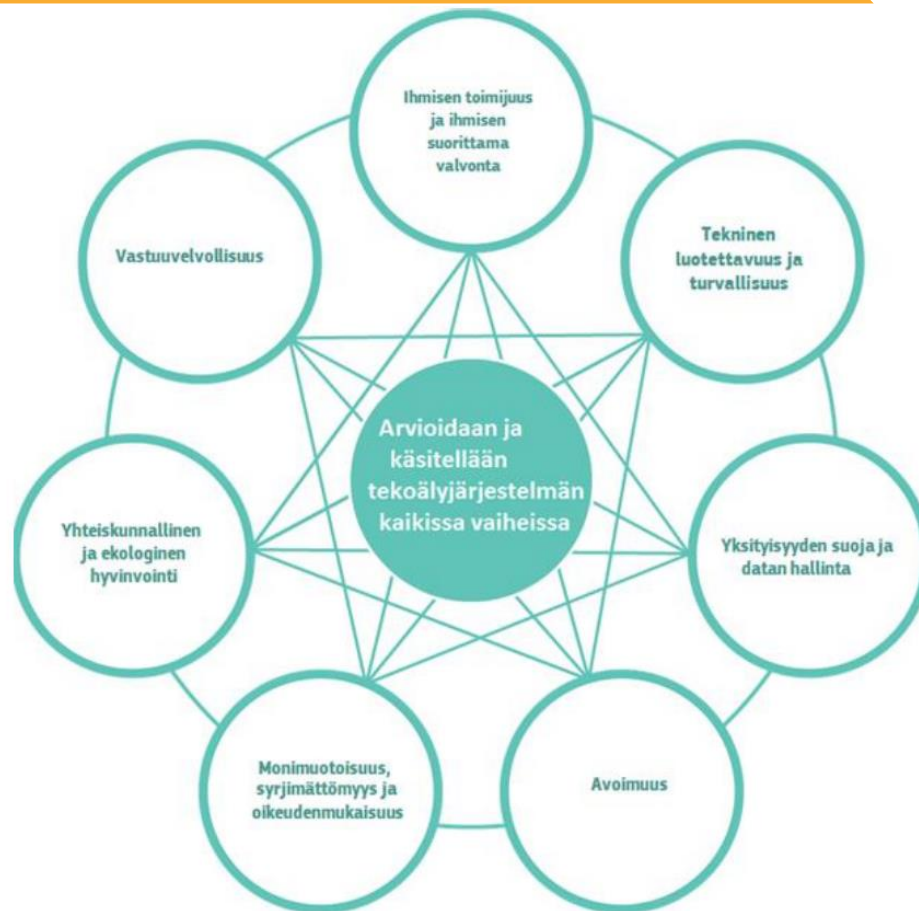 Ihmisen toimijuus
ja ihmisen
suorittama
valvonta
Tekninen
luotettavuus ja
turvallisuus
Yksityisyyden suoja ja
datan hallinta
Avoimuus
Monimuotoisuus,
syrjimättömyys ja
oikeudenmukaisuus
Yhteiskunnallinen
ja ekologinen
hyvinvointi
Vastuuvelvollisuus
Arvioidaan ja
käsitellään
tekoälyjärjestelmän
kaikissa vaiheissa